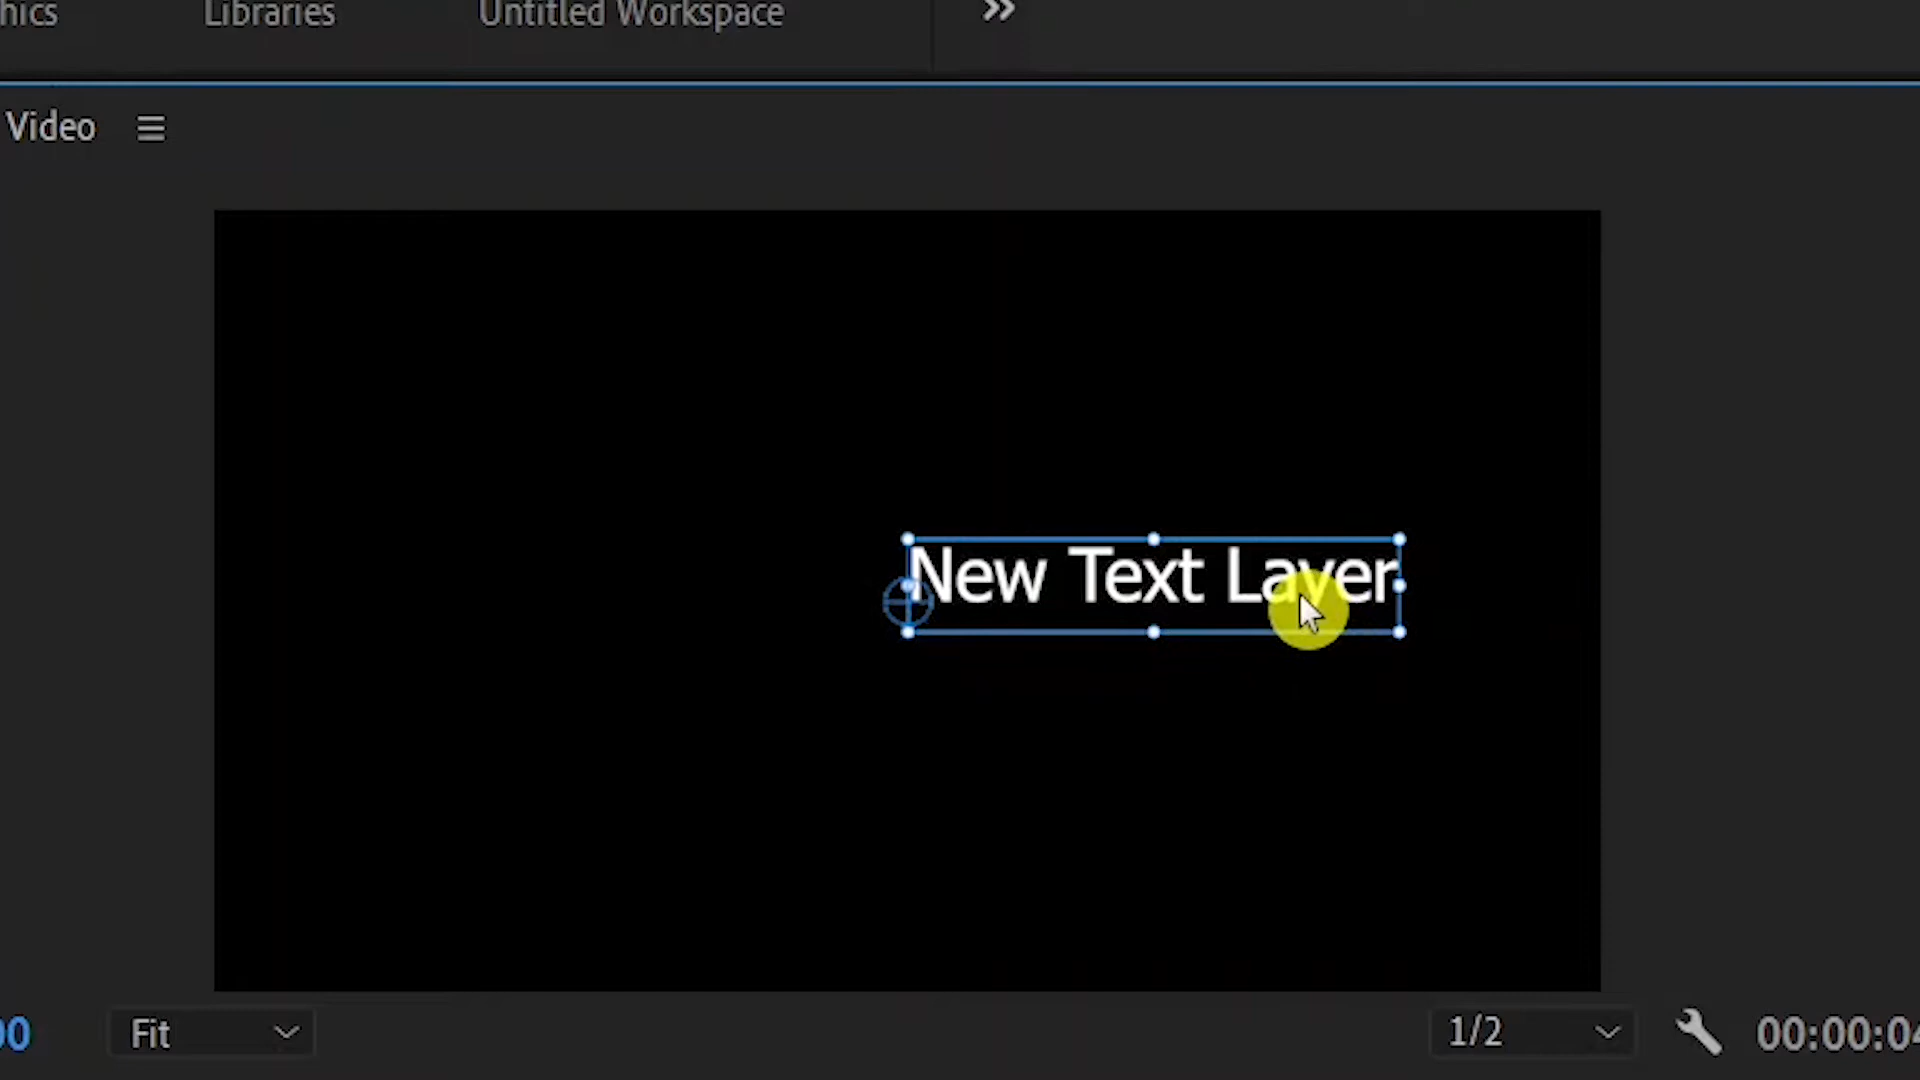 Libraries
Untitled Workspace
Video
New Text Layer
Fit
1/2